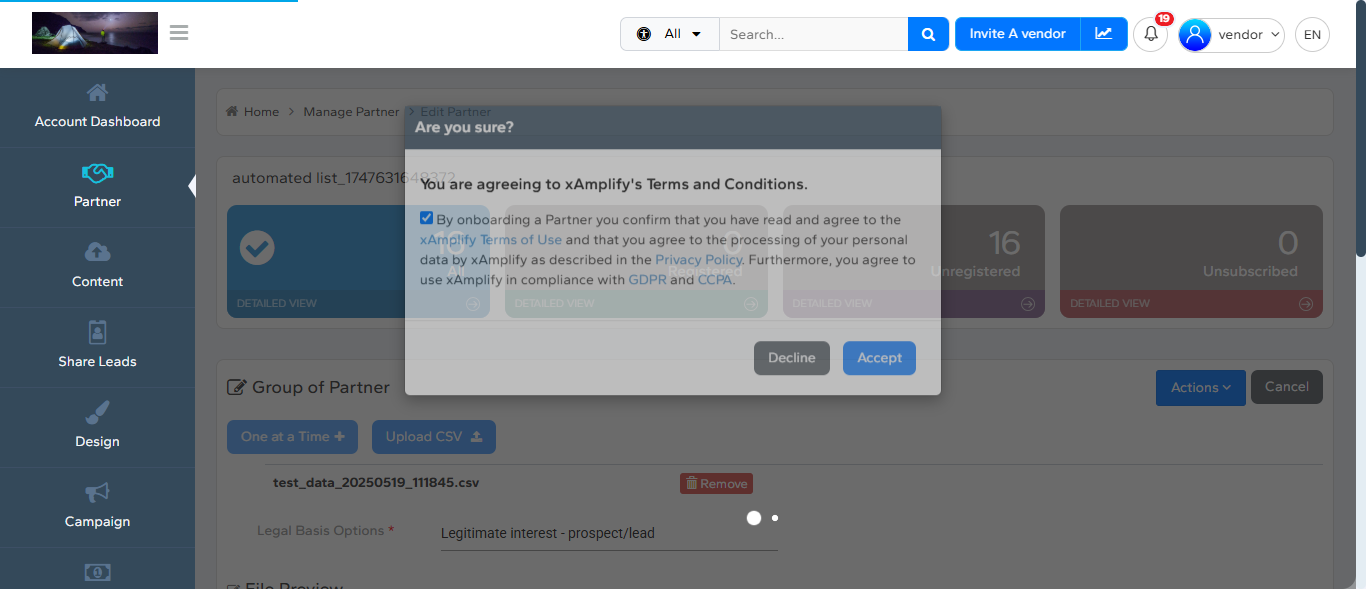 All
Search...
Invite A vendor
19
vendor
EN
Account Dashboard
Partner
Content
Share Leads
Design
Campaign
Home > Manage Partner > Edit Partner
Are you sure?
automated list_1747631649372
You are agreeing to xAmplify's Terms and Conditions.
By onboarding a Partner you confirm that you have read and agree to the
xAmplify Terms of Use and that you agree to the processing of your personal
data by xAmplify as described in the Privacy Policy. Furthermore, you agree to
use xAmplify in compliance with GDPR and CCPA.
Decline
Accept
16
All
DETAILED VIEW
0
Registered
DETAILED VIEW
16
Unregistered
DETAILED VIEW
0
Unsubscribed
DETAILED VIEW
Group of Partner
Actions
Cancel
One at a Time
Upload CSV
test_data_20250519_111845.csv
Remove
Legal Basis Options *
Legitimate interest - prospect/lead
File Preview